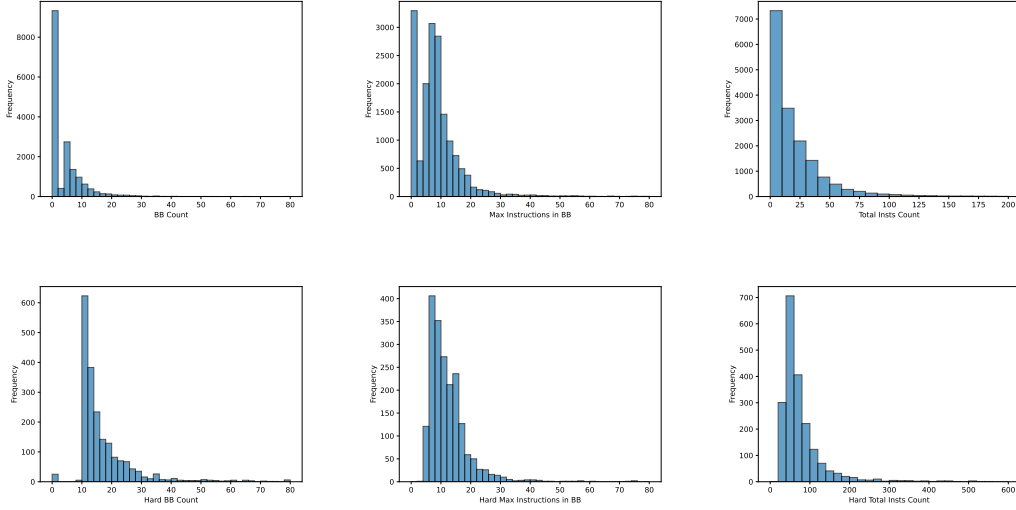 8000
6000
4000
2000
0
Frequency
0 10 20 30 40 50 60 70 80
BB Count
3000
2500
2000
1500
1000
500
0
Frequency
0 10 20 30 40 50 60 70 80
Max Instructions in BB
7000
6000
5000
4000
3000
2000
1000
0
Frequency
0 25 50 75 100 125 150 175 200
Total Insts Count
600
500
400
300
200
100
0
Frequency
0 10 20 30 40 50 60 70 80
Hard BB Count
400
350
300
250
200
150
100
50
0
Frequency
0 10 20 30 40 50 60 70 80
Hard Max Instructions in BB
700
600
500
400
300
200
100
0
Frequency
0 100 200 300 400 500 600
Hard Total Insts Count